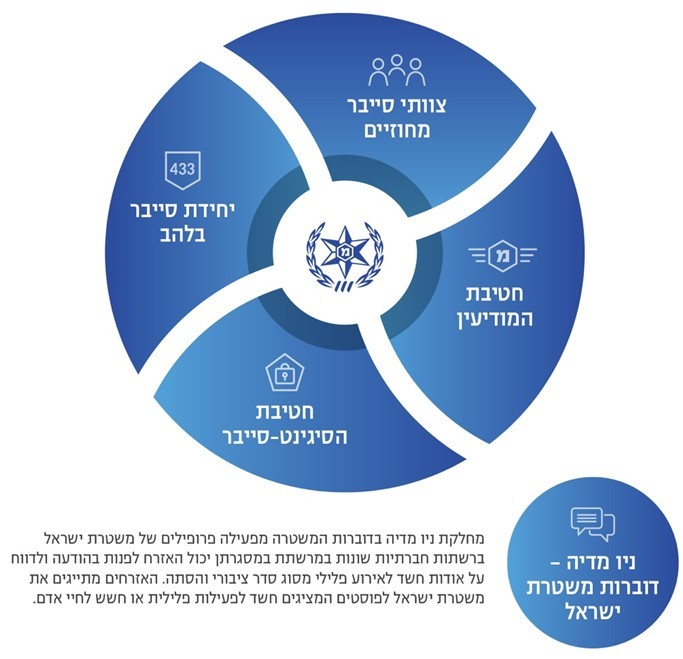 צוותי סייבר
מחוזיים
433
יחידת סייבר
בלהב
מ
חטיבת
המודיעין
מ
חטיבת
הסיגינט-סייבר
ניו מדיה –
דוברות משטרת
ישראל
מחלקת ניו מדיה בדוברות המשטרה מפעילה פרופילים של משטרת ישראל
ברשתות חברתיות שונות במרשתת במסגרתן יכול האזרח לפנות בהודעה ולדווח
על אודות חשד לאירוע פלילי מסוג סדר ציבורי והסתה. האזרחים מתייגים את
משטרת ישראל לפוסטים המציגים חשד לפעילות פלילית או חשש לחיי אדם.